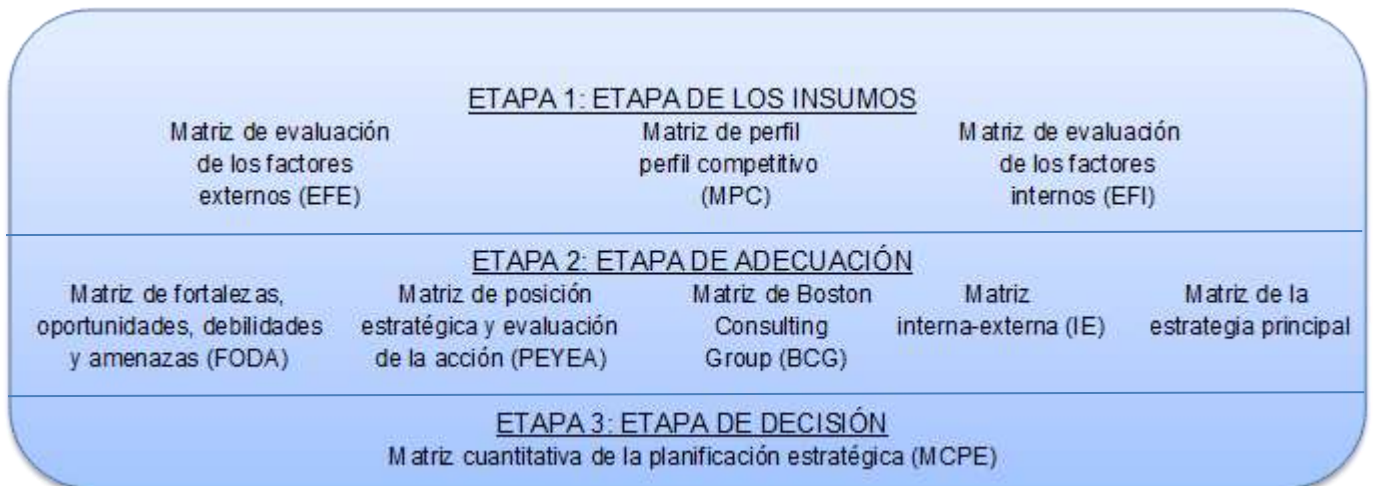 ETAPA 1: ETAPA DE LOS INSUMOS
Matriz de evaluación
de los factores
externos (EFE)
Matriz de perfil
perfil competitivo
(MPC)
Matriz de evaluación
de los factores
internos (EFI)
ETAPA 2: ETAPA DE ADECUACIÓN
Matriz de fortalezas,
oportunidades, debilidades
y amenazas (FODA)
Matriz de posición
estratégica y evaluación
de la acción (PEYEA)
Matriz de Boston
Consulting
Group (BCG)
Matriz
interna-externa (IE)
Matriz de la
estrategia principal
ETAPA 3: ETAPA DE DECISIÓN
Matriz cuantitativa de la planificación estratégica (MCPE)